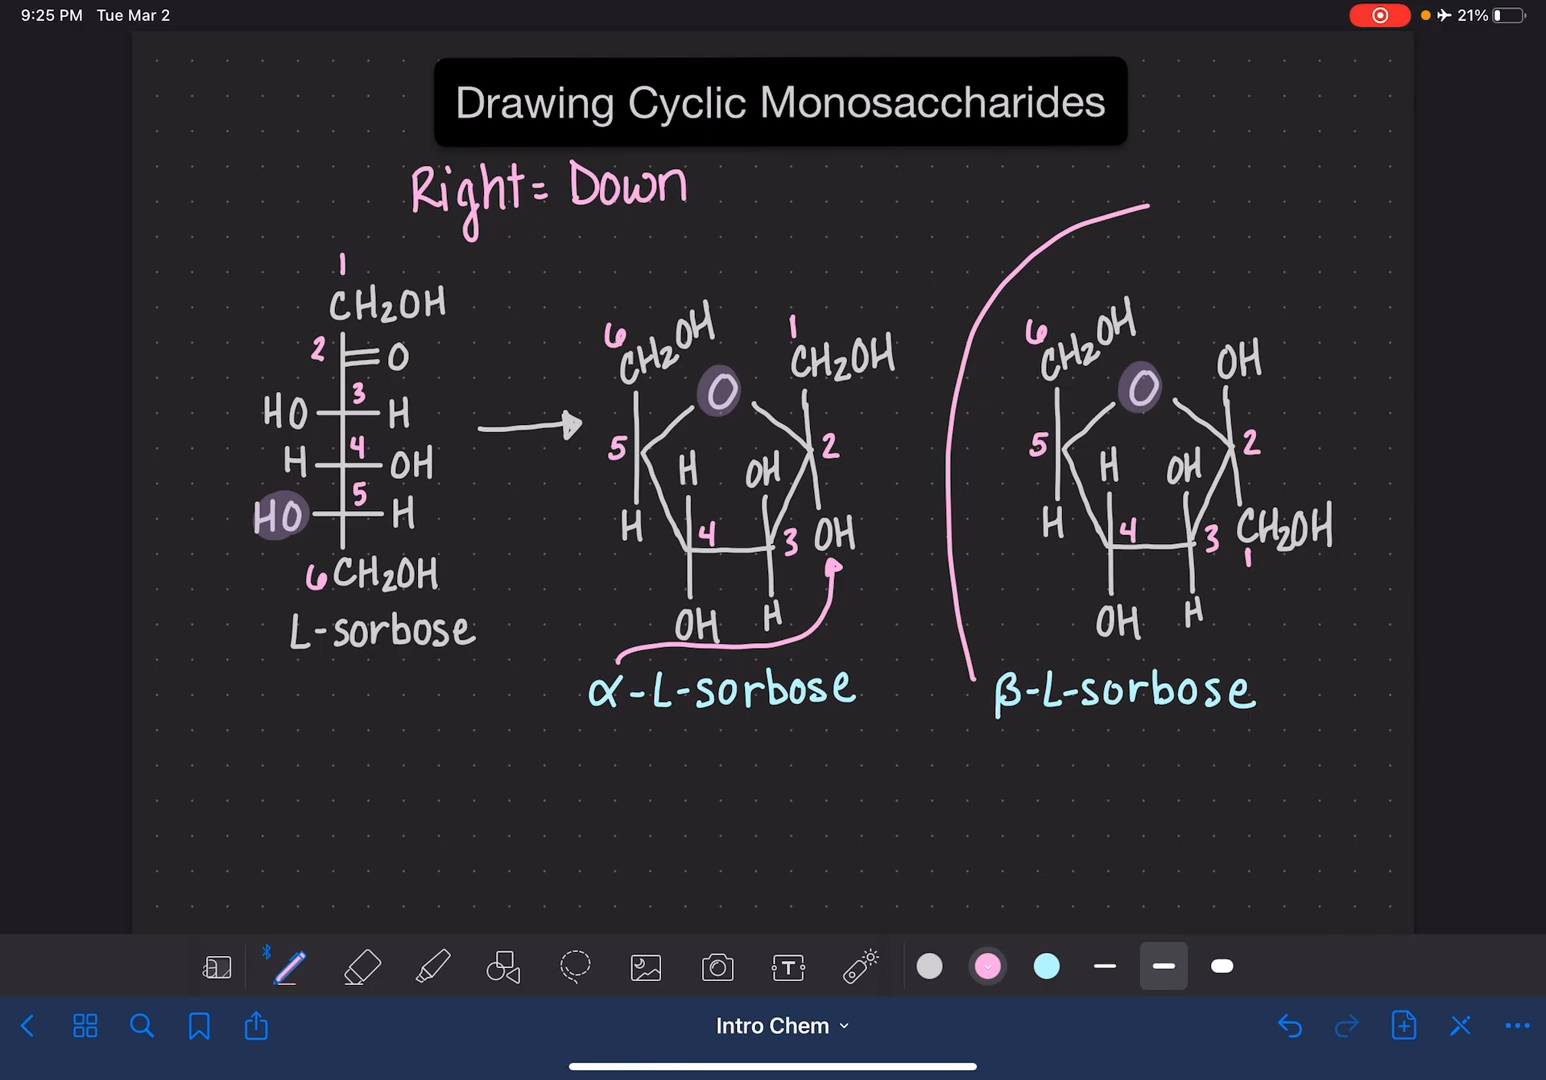 9:25 PM Tue Mar 2
21%
Drawing Cyclic Monosaccharides
Right = Down
1
CH2OH
2 O
3
HO H
4
H OH
5
HO H
6 CH2OH
L-sorbose
6 CH2OH
O
1 CH2OH
5 2
H OH
H 4 3 OH
OH H
α-L-sorbose
6 CH2OH
O
OH
5 2
H OH
H 4 3 CH2OH
1
OH H
β-L-sorbose
T
Intro Chem